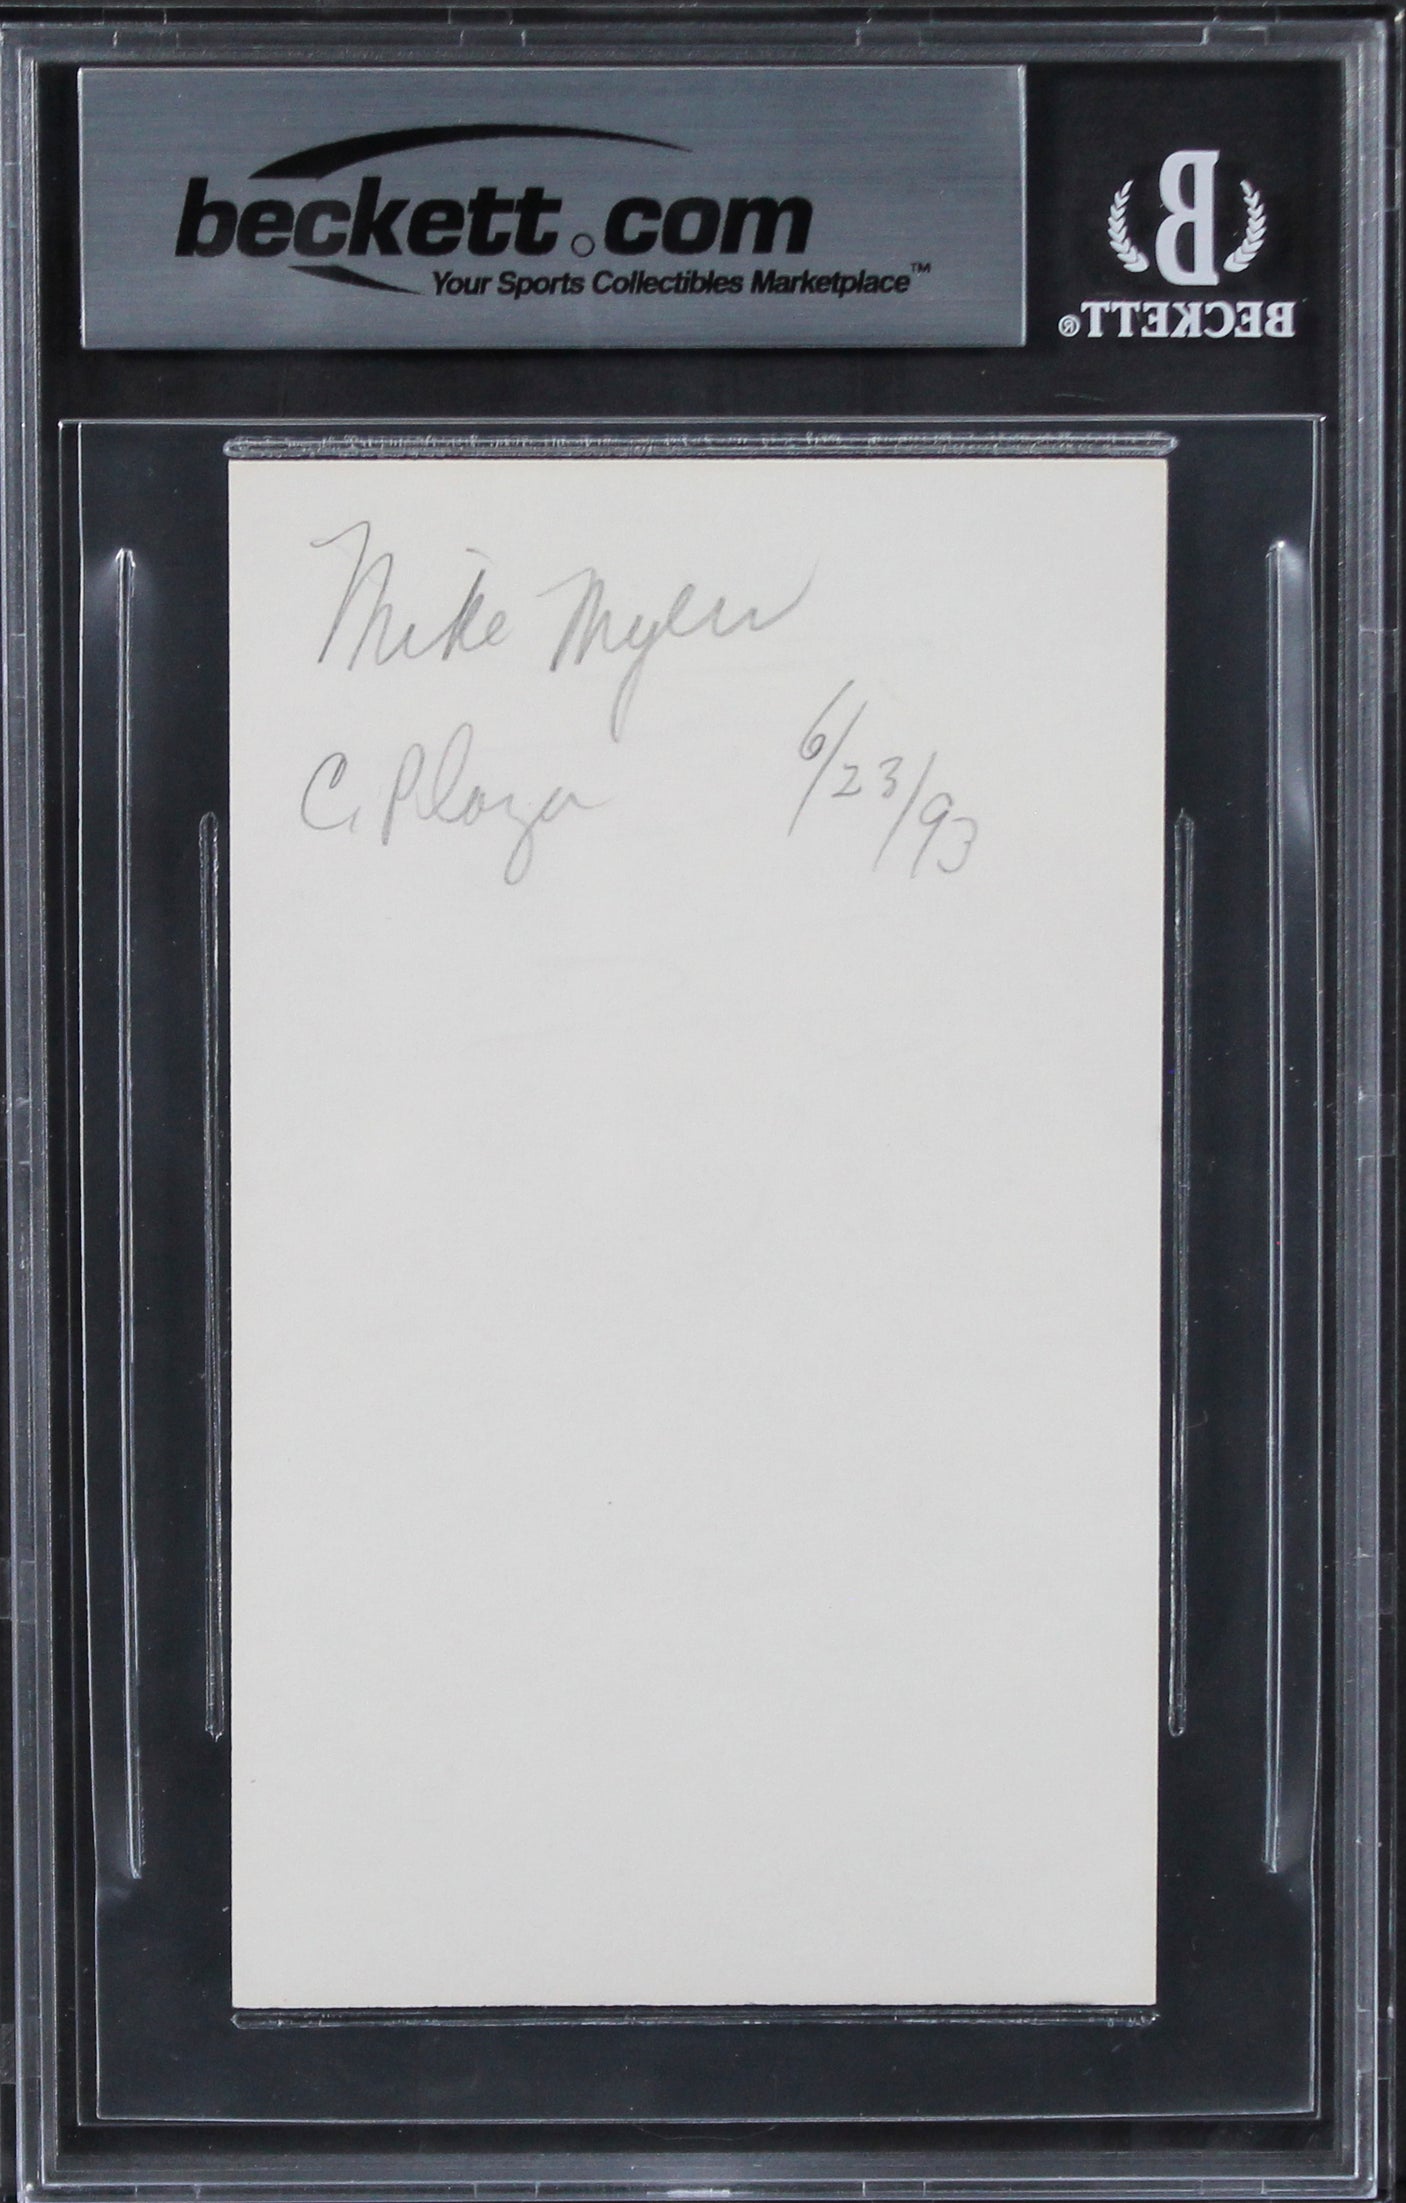 beckett.com
Your Sports Collectibles Marketplace™
BECKETT®
Mike Myers
C. Plaza 6/23/93